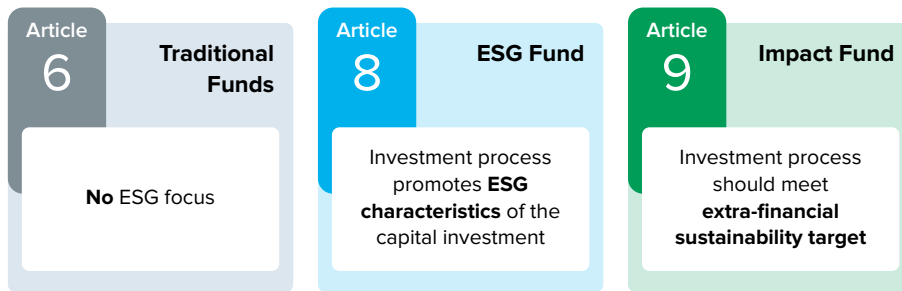 Article
6
Traditional
Funds
No ESG focus
Article
8
ESG Fund
Investment process
promotes ESG
characteristics of the
capital investment
Article
9
Impact Fund
Investment process
should meet
extra-financial
sustainability target